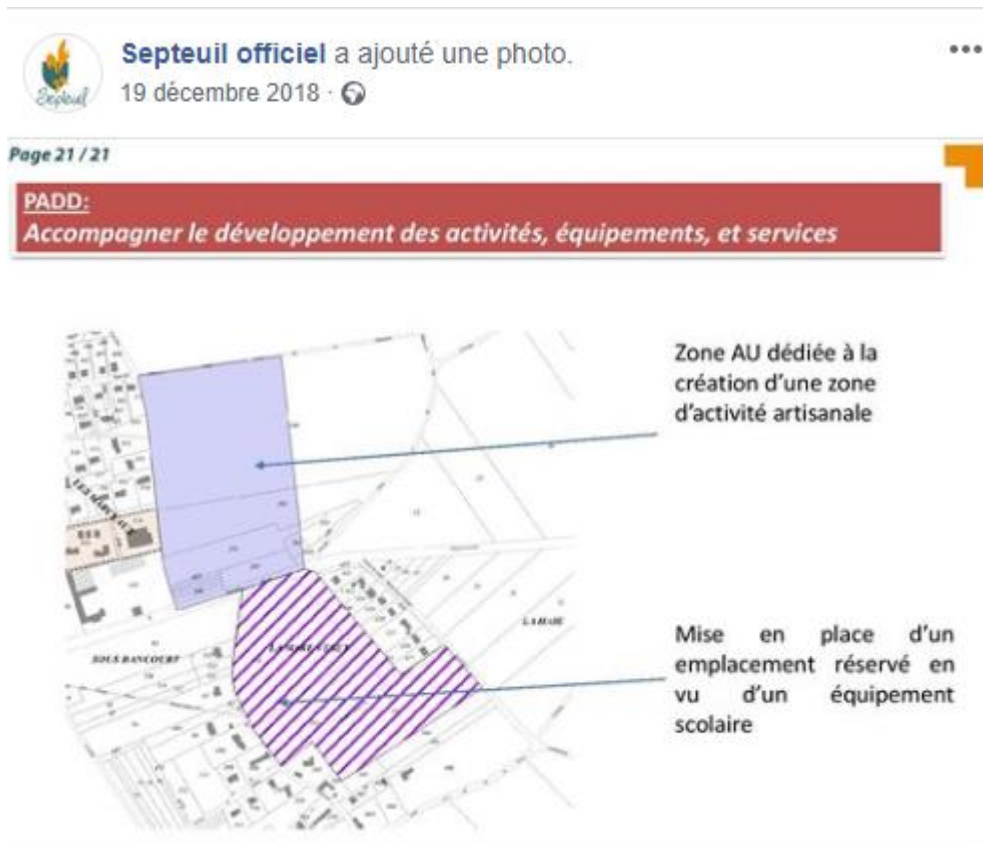 Septeuil officiel a ajouté une photo.
Septeuil
19 décembre 2018
Page 21 / 21
PADD:
Accompagner le développement des activités, équipements, et services
Zone AU dédiée à la
création d'une zone
d'activité artisanale
LA HAIE
SOUS BANCOURT
Mise en place d'un
emplacement réservé en
vu d'un équipement
scolaire